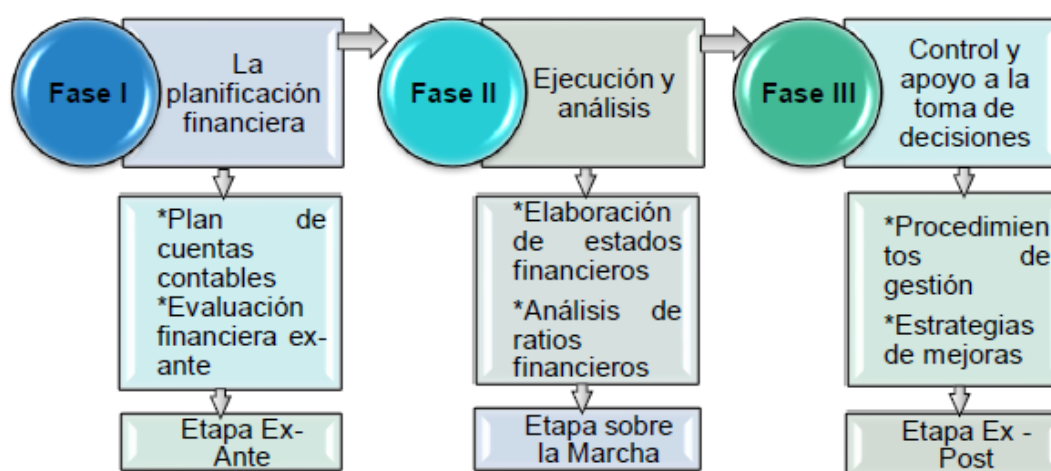 Fase I
La
planificación
financiera
*Plan de
cuentas
contables
*Evaluación
financiera ex-
ante
Etapa Ex-
Ante
Fase II
Ejecución y
análisis
*Elaboración
de estados
financieros
*Análisis de
ratios
financieros
Etapa sobre
la Marcha
Fase III
Control y
apoyo a la
toma de
decisiones
*Procedimien
tos de
gestión
*Estrategias
de mejoras
Etapa Ex -
Post